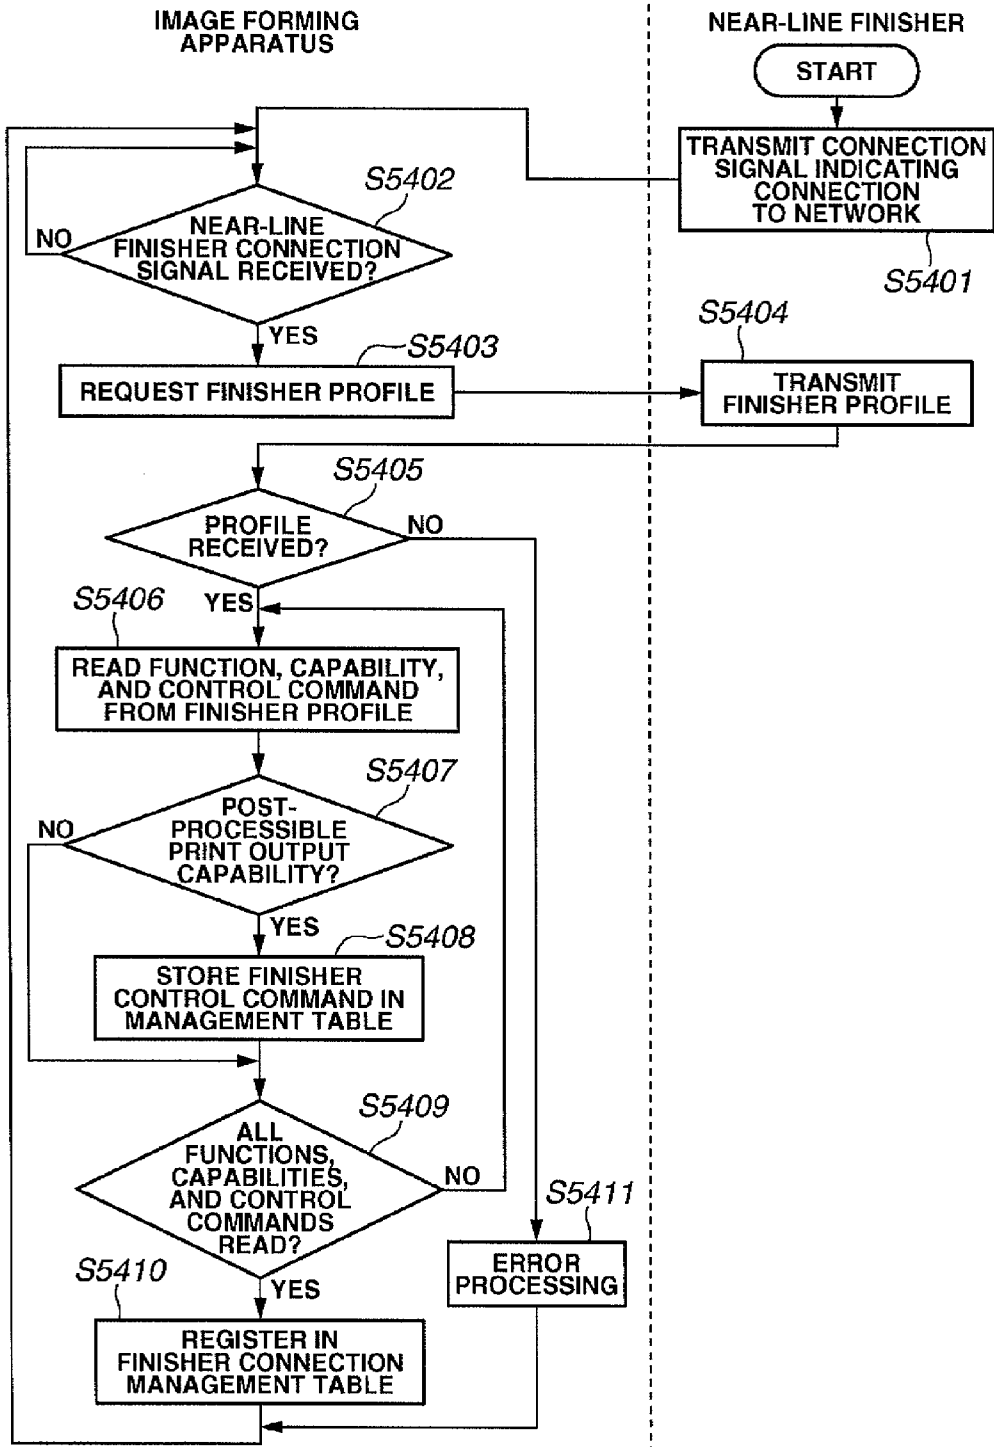 IMAGE FORMING
APPARATUS
NEAR-LINE FINISHER
START
TRANSMIT CONNECTION
SIGNAL INDICATING
CONNECTION
TO NETWORK
S5401
S5402
NEAR-LINE
FINISHER CONNECTION
SIGNAL RECEIVED?
NO
YES
S5403
REQUEST FINISHER PROFILE
S5404
TRANSMIT
FINISHER PROFILE
S5405
PROFILE
RECEIVED?
NO
YES
S5406
READ FUNCTION, CAPABILITY,
AND CONTROL COMMAND
FROM FINISHER PROFILE
S5407
POST-
PROCESSIBLE
PRINT OUTPUT
CAPABILITY?
NO
YES
S5408
STORE FINISHER
CONTROL COMMAND IN
MANAGEMENT TABLE
S5409
ALL
FUNCTIONS,
CAPABILITIES,
AND CONTROL
COMMANDS
READ?
NO
YES
S5411
ERROR
PROCESSING
S5410
REGISTER IN
FINISHER CONNECTION
MANAGEMENT TABLE